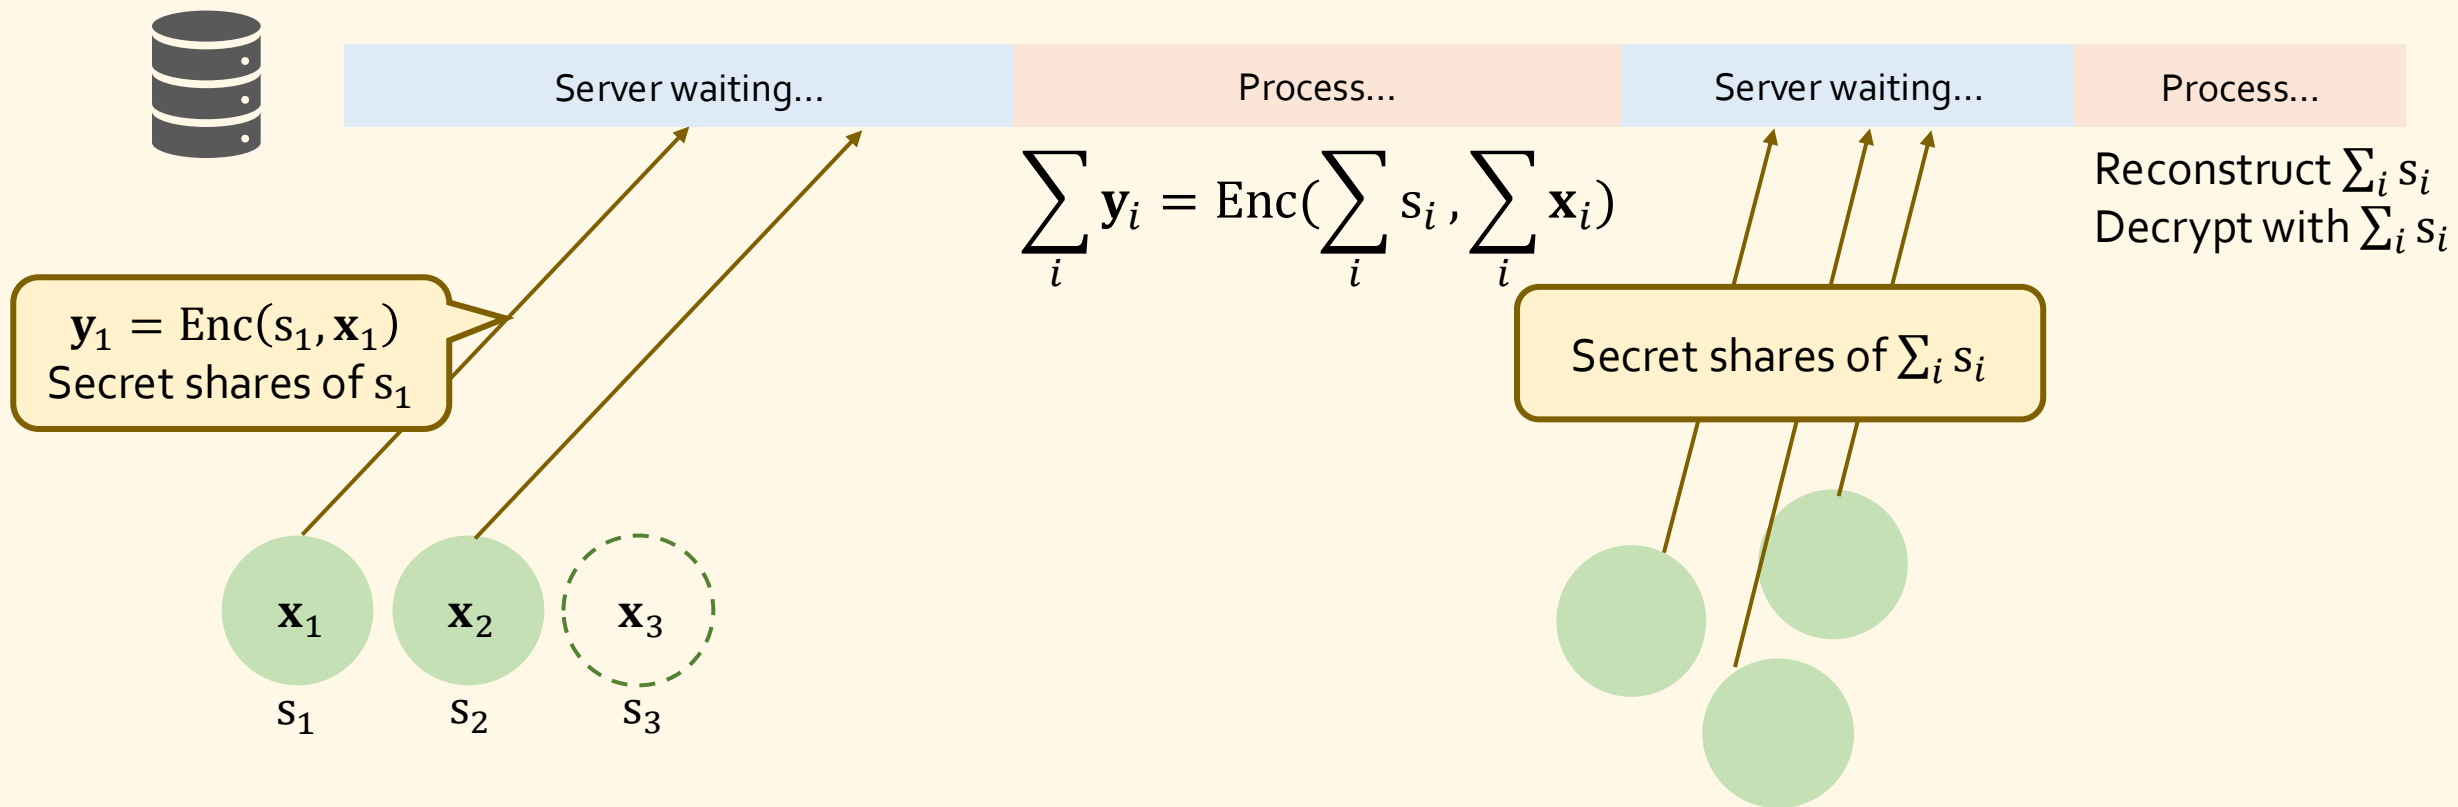 Server waiting...
Process...
Server waiting...
Process...
∑_i 𝐲_i = Enc(∑_i s_i , ∑_i 𝐱_i)
Reconstruct ∑_i s_i
Decrypt with ∑_i s_i
𝐲_1 = Enc(s_1, 𝐱_1)
Secret shares of s_1
Secret shares of ∑_i s_i
𝐱_1
𝐱_2
𝐱_3
s_1
s_2
s_3